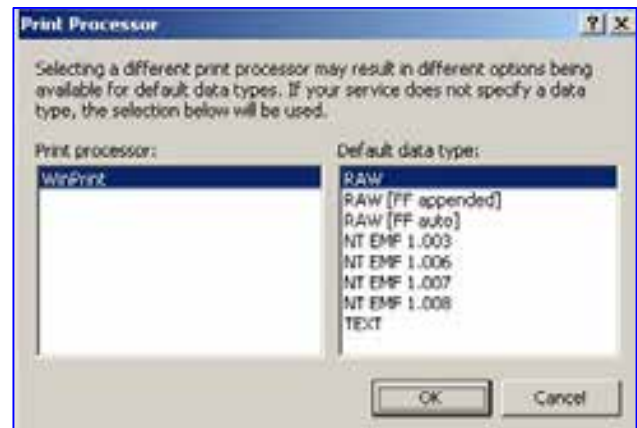 Print Processor
Selecting a different print processor may result in different options being
available for default data types. If your service does not specify a data
type, the selection below will be used.
Print processor:
Default data type:
WinPrint
RAW
RAW [FF appended]
RAW [FF auto]
NT EMF 1.003
NT EMF 1.006
NT EMF 1.007
NT EMF 1.008
TEXT
OK
Cancel